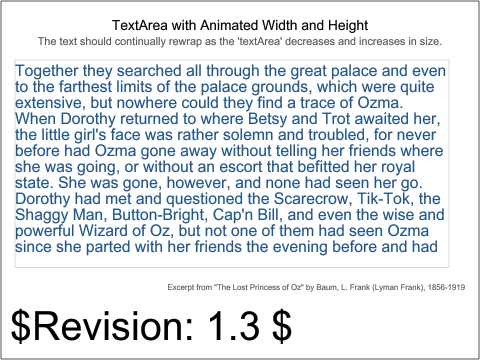 TextArea with Animated Width and Height
The text should continually rewrap as the 'textArea' decreases and increases in size.
Together they searched all through the great palace and even
to the farthest limits of the palace grounds, which were quite
extensive, but nowhere could they find a trace of Ozma.
When Dorothy returned to where Betsy and Trot awaited her,
the little girl's face was rather solemn and troubled, for never
before had Ozma gone away without telling her friends where
she was going, or without an escort that befitted her royal
state. She was gone, however, and none had seen her go.
Dorothy had met and questioned the Scarecrow, Tik-Tok, the
Shaggy Man, Button-Bright, Cap'n Bill, and even the wise and
powerful Wizard of Oz, but not one of them had seen Ozma
since she parted with her friends the evening before and had
Excerpt from "The Lost Princess of Oz" by Baum, L. Frank (Lyman Frank), 1856-1919
$Revision: 1.3 $